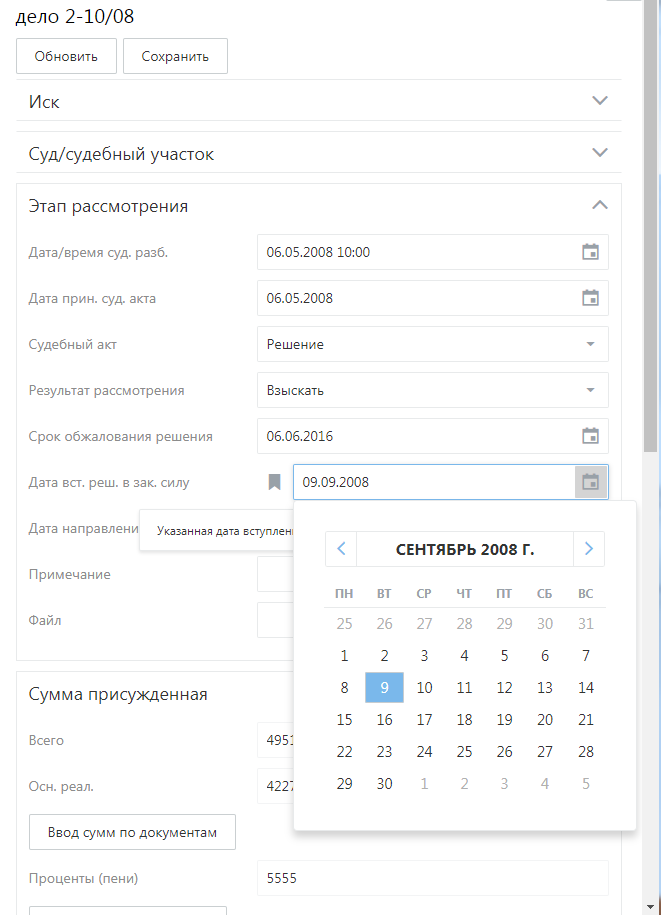 дело 2-10/08
Обновить Сохранить
Иск
Суд/судебный участок
Этап рассмотрения
Дата/время суд. разб. 06.05.2008 10:00
Дата прин. суд. акта 06.05.2008
Судебный акт Решение
Результат рассмотрения Взыскать
Срок обжалования решения 06.06.2016
Дата вст. реш. в зак. силу 09.09.2008
Дата направлени Указанная дата вступлен
СЕНТЯБРЬ 2008 Г.
Примечание
ПН ВТ СР ЧТ ПТ СБ ВС
Файл
25 26 27 28 29 30 31
1 2 3 4 5 6 7
8 9 10 11 12 13 14
15 16 17 18 19 20 21
22 23 24 25 26 27 28
29 30 1 2 3 4 5
Сумма присужденная
Всего 4951
Осн. реал. 4227
Ввод сумм по документам
Проценты (пени) 5555